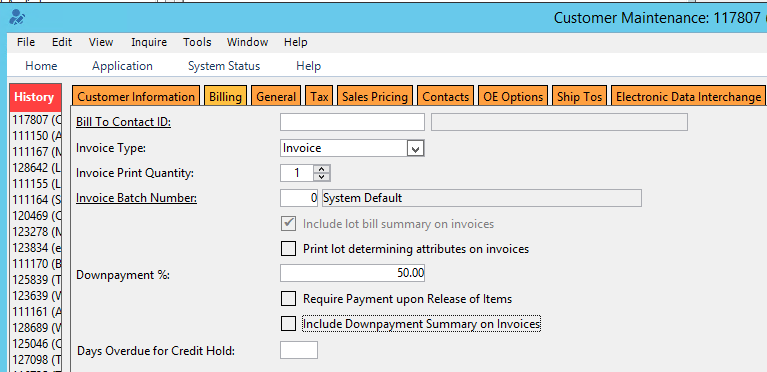 Customer Maintenance: 117807 (
File Edit View Inquire Tools Window Help
Home Application System Status Help
History
Customer Information Billing General Tax Sales Pricing Contacts OE Options Ship Tos Electronic Data Interchange
117807 (C
111150 (A
111167 (N
128642 (L
111155 (L
111164 (S
120469 (C
123278 (N
123834 (e
111170 (B
125839 (T
123639 (W
111161 (A
128689 (W
125046 (C
127098 (T
Bill To Contact ID:
Invoice Type: Invoice
Invoice Print Quantity: 1
Invoice Batch Number: 0 System Default
Include lot bill summary on invoices
Print lot determining attributes on invoices
Downpayment %: 50.00
Require Payment upon Release of Items
Include Downpayment Summary on Invoices
Days Overdue for Credit Hold: